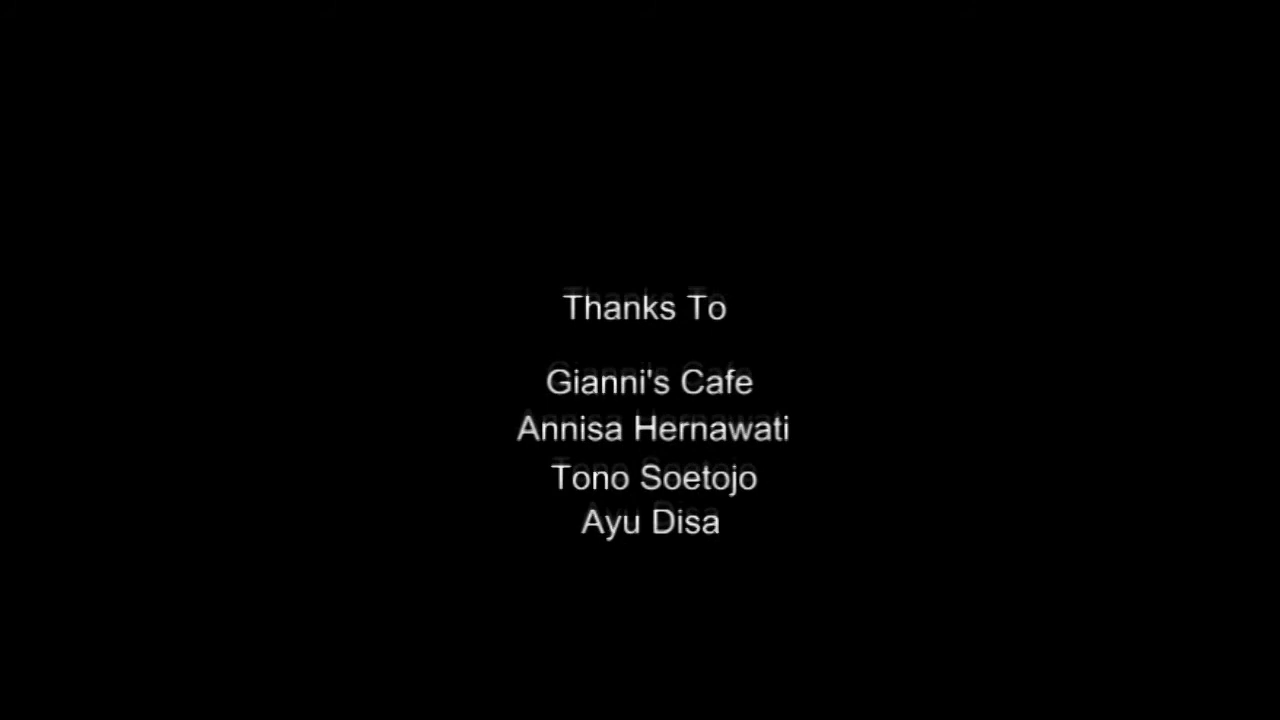 Thanks To
Gianni's Cafe
Annisa Hernawati
Tono Soetojo
Ayu Disa